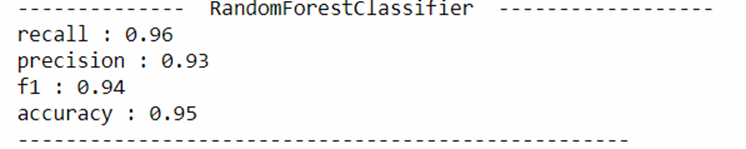 --------------  RandomForestClassifier  ------------------
recall : 0.96
precision : 0.93
f1 : 0.94
accuracy : 0.95
---------------------------------------------------